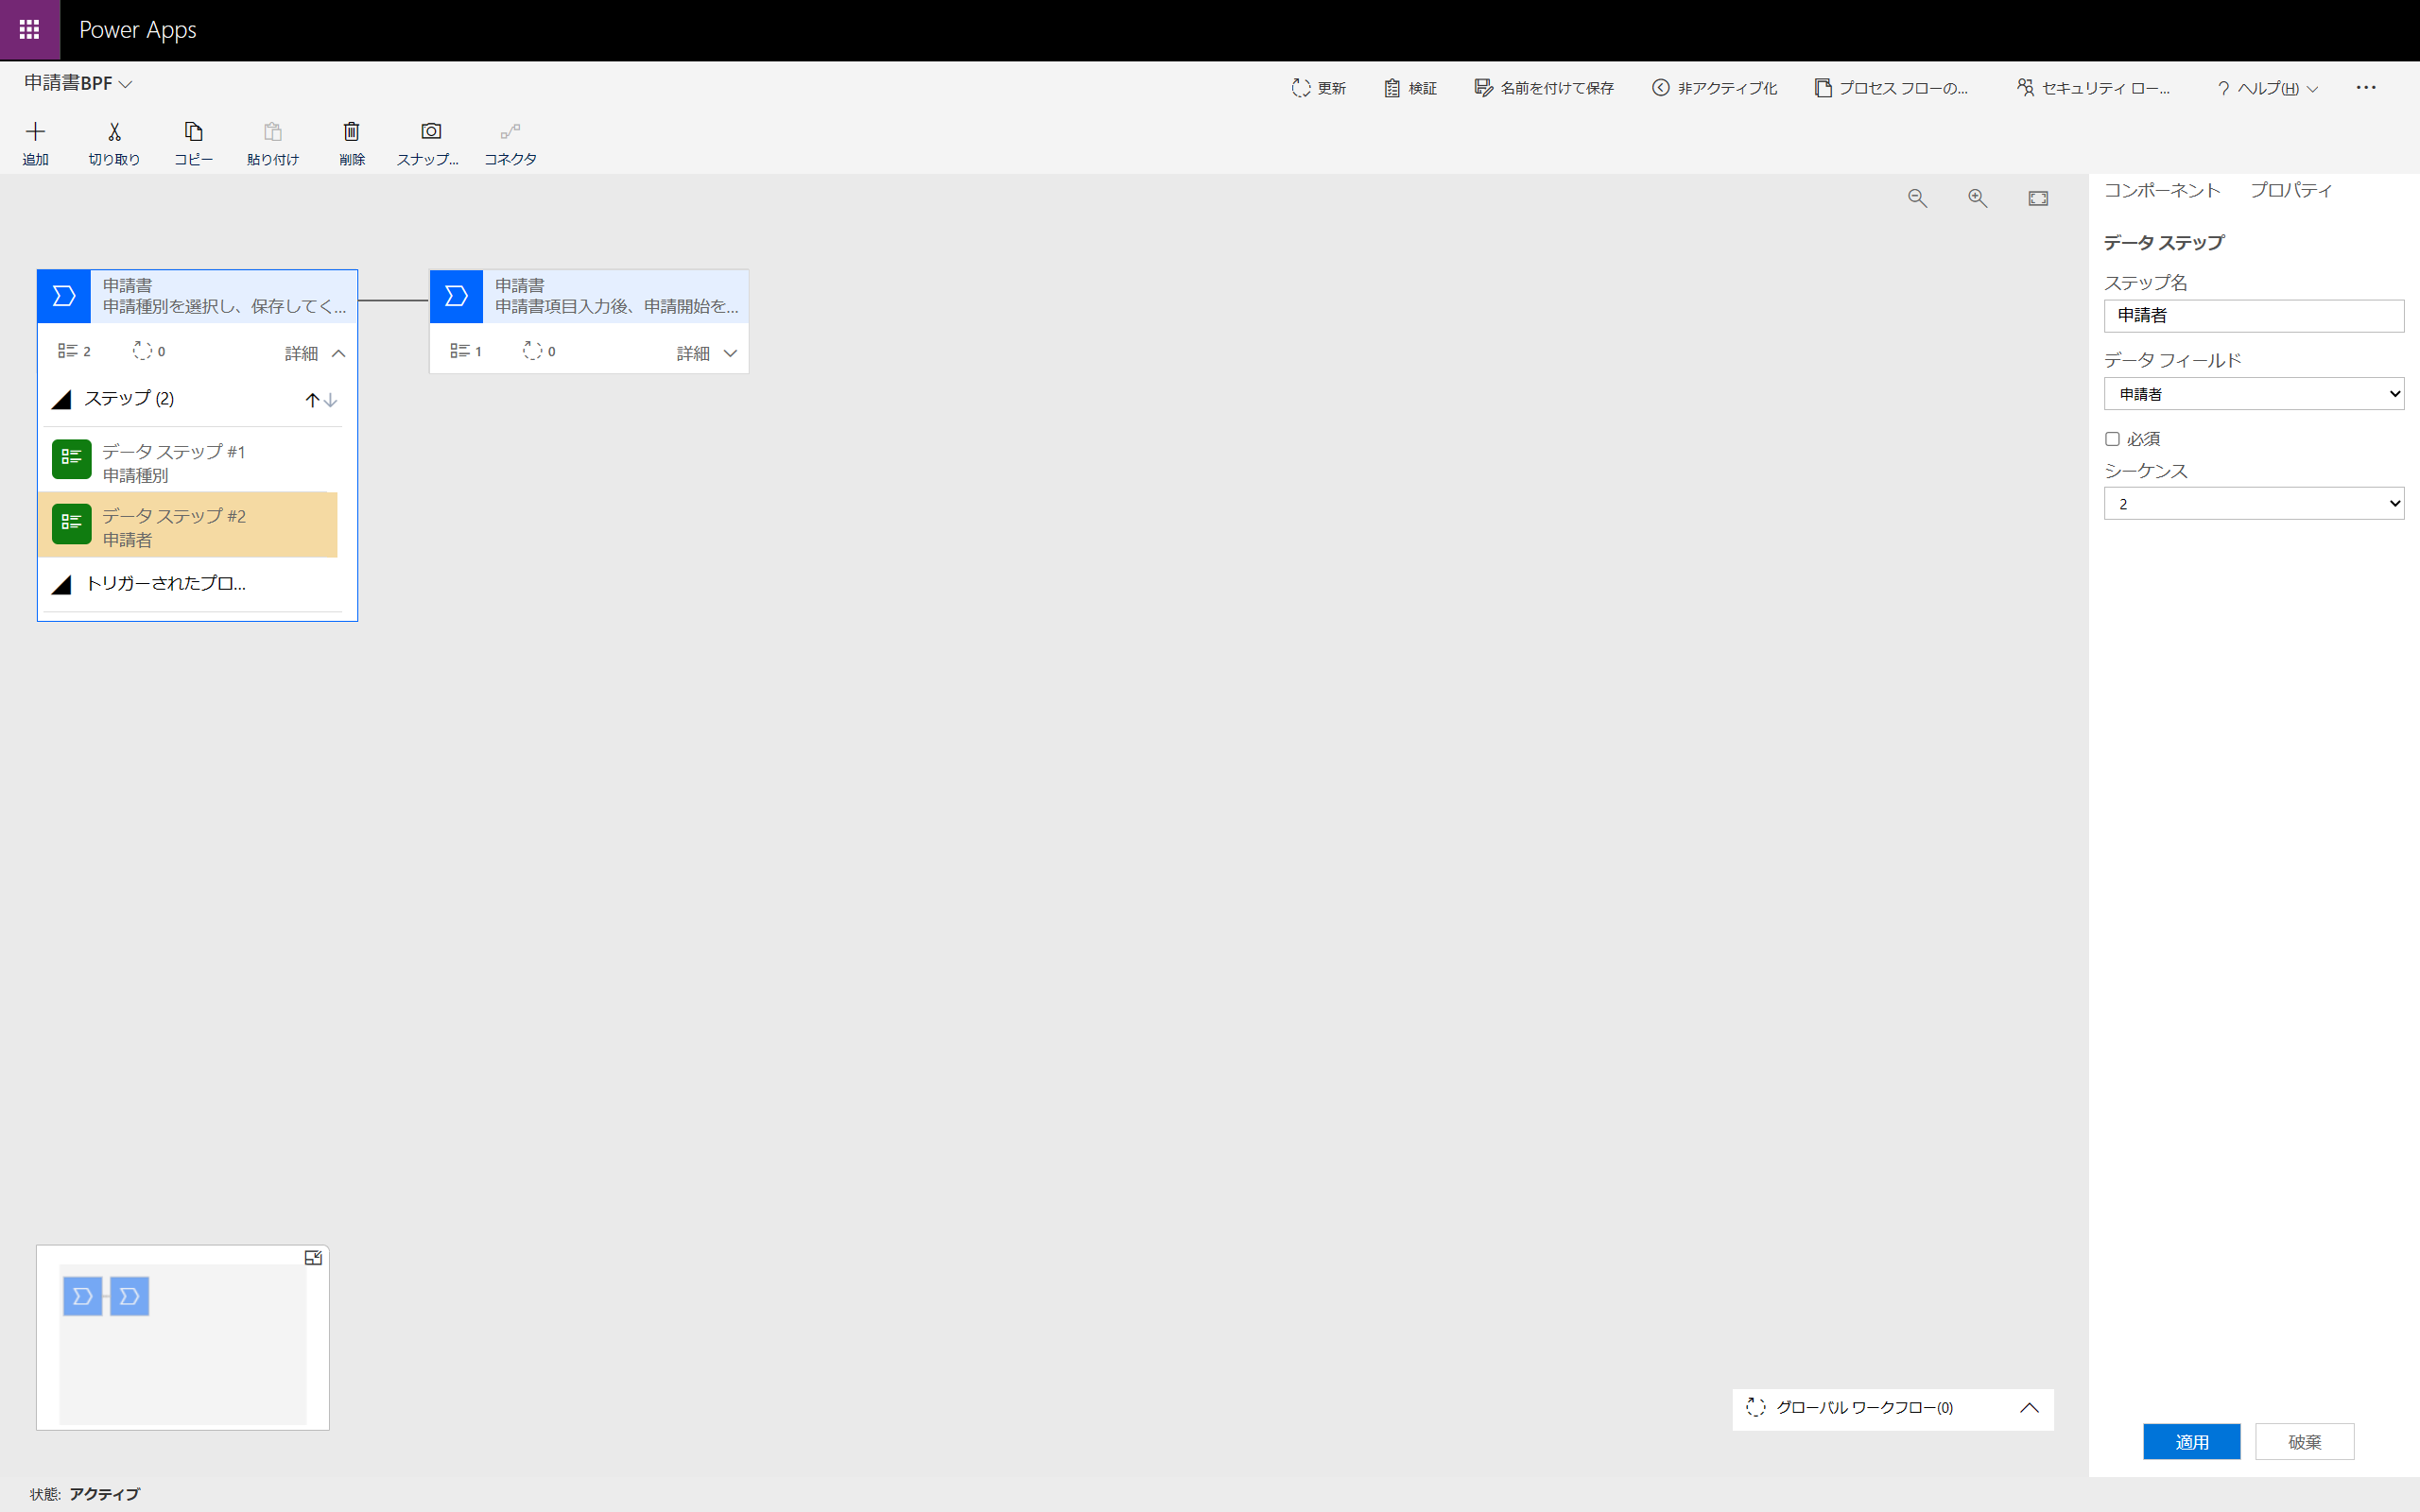 Power Apps
申請書BPF
更新
検証
名前を付けて保存
非アクティブ化
プロセス フローの...
セキュリティ ロー...
? ヘルプ(H)
...
追加
切り取り
コピー
貼り付け
削除
スナップ...
コネクタ
コンポーネント
プロパティ
データ ステップ
ステップ名
申請者
データ フィールド
申請者
必須
シーケンス
2
申請書
申請種別を選択し、保存してく...
2
0
詳細
ステップ (2)
データ ステップ #1
申請種別
データ ステップ #2
申請者
トリガーされたプロ...
申請書
申請書項目入力後、申請開始を...
1
0
詳細
グローバル ワークフロー(0)
適用
破棄
状態: アクティブ